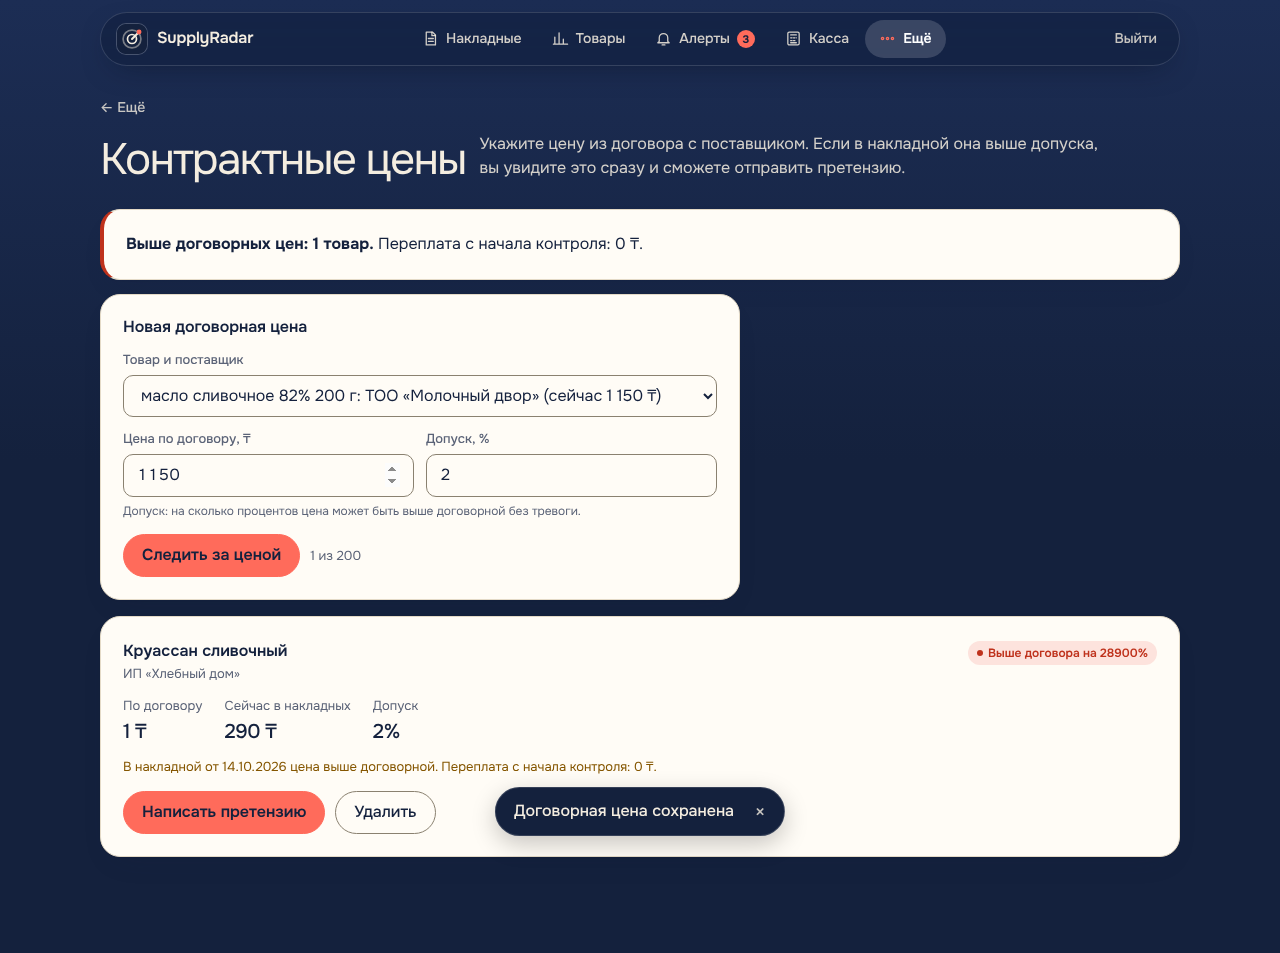 SupplyRadar
Накладные
Товары
Алерты 3
Касса
Ещё
Выйти
← Ещё
Контрактные цены
Укажите цену из договора с поставщиком. Если в накладной она выше допуска,
вы увидите это сразу и сможете отправить претензию.
Выше договорных цен: 1 товар. Переплата с начала контроля: 0 ₸.
Новая договорная цена
Товар и поставщик
масло сливочное 82% 200 г: ТОО «Молочный двор» (сейчас 1 150 ₸)
Цена по договору, ₸
Допуск, %
1 150
2
Допуск: на сколько процентов цена может быть выше договорной без тревоги.
Следить за ценой
1 из 200
Круассан сливочный
Выше договора на 28900%
ИП «Хлебный дом»
По договору
Сейчас в накладных
Допуск
1 ₸
290 ₸
2%
В накладной от 14.10.2026 цена выше договорной. Переплата с начала контроля: 0 ₸.
Написать претензию
Удалить
Договорная цена сохранена ×